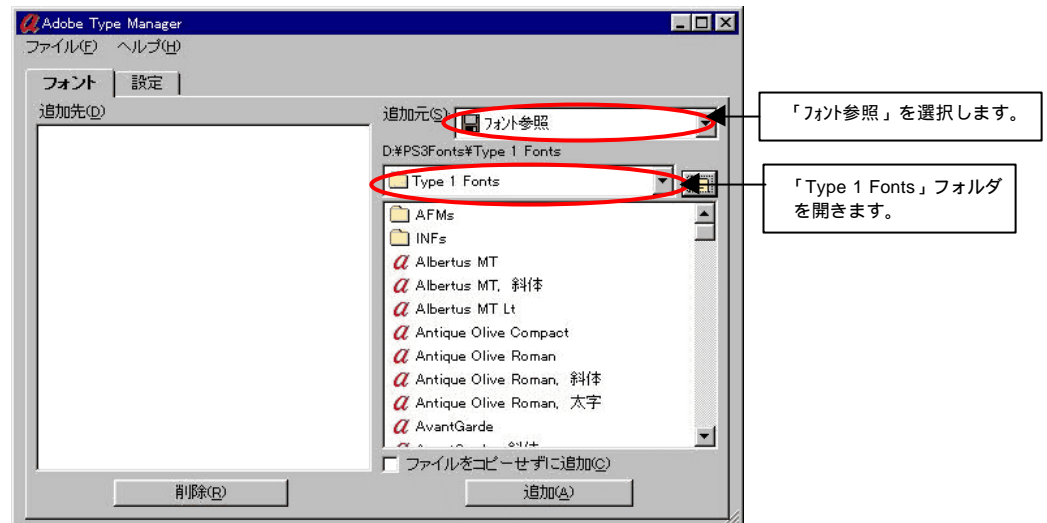 Adobe Type Manager
ファイル(F) ヘルプ(H)
フォント 設定
追加先(D)
追加元(S)
フォント参照
D:¥PS3Fonts¥Type 1 Fonts
Type 1 Fonts
AFMs
INFs
Albertus MT
Albertus MT, 斜体
Albertus MT Lt
Antique Olive Compact
Antique Olive Roman
Antique Olive Roman, 斜体
Antique Olive Roman, 太字
AvantGarde
ファイルをコピーせずに追加(C)
削除(R)
追加(A)
「フォント参照」を選択します。
「Type 1 Fonts」フォルダ
を開きます。